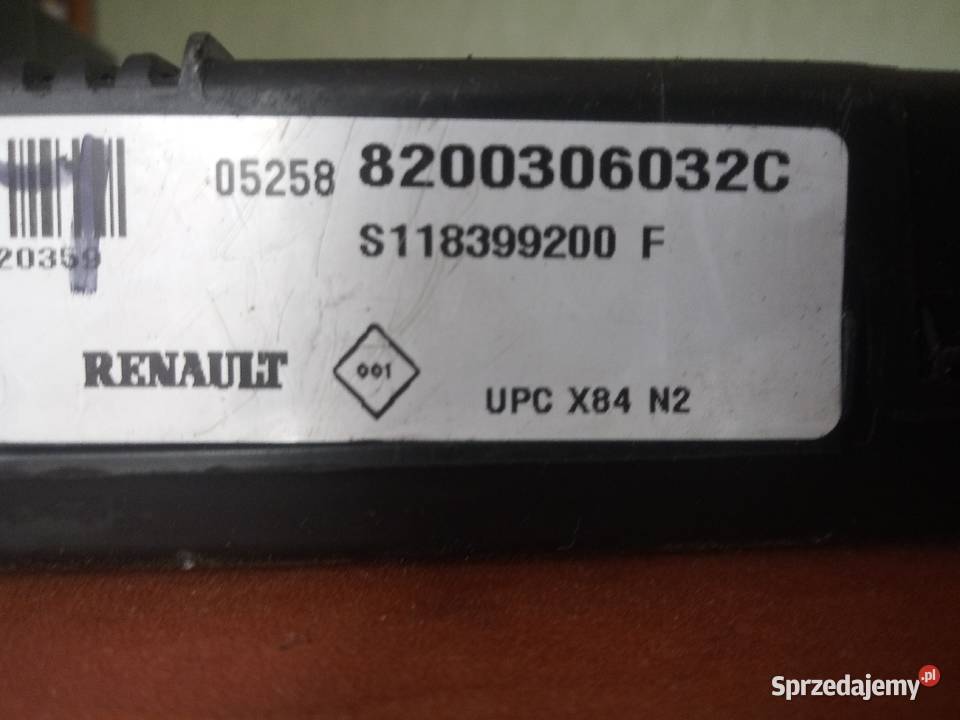 05258 8200306032C
S118399200 F
20359
RENAULT 001 UPC X84 N2
Sprzedajemy.pl